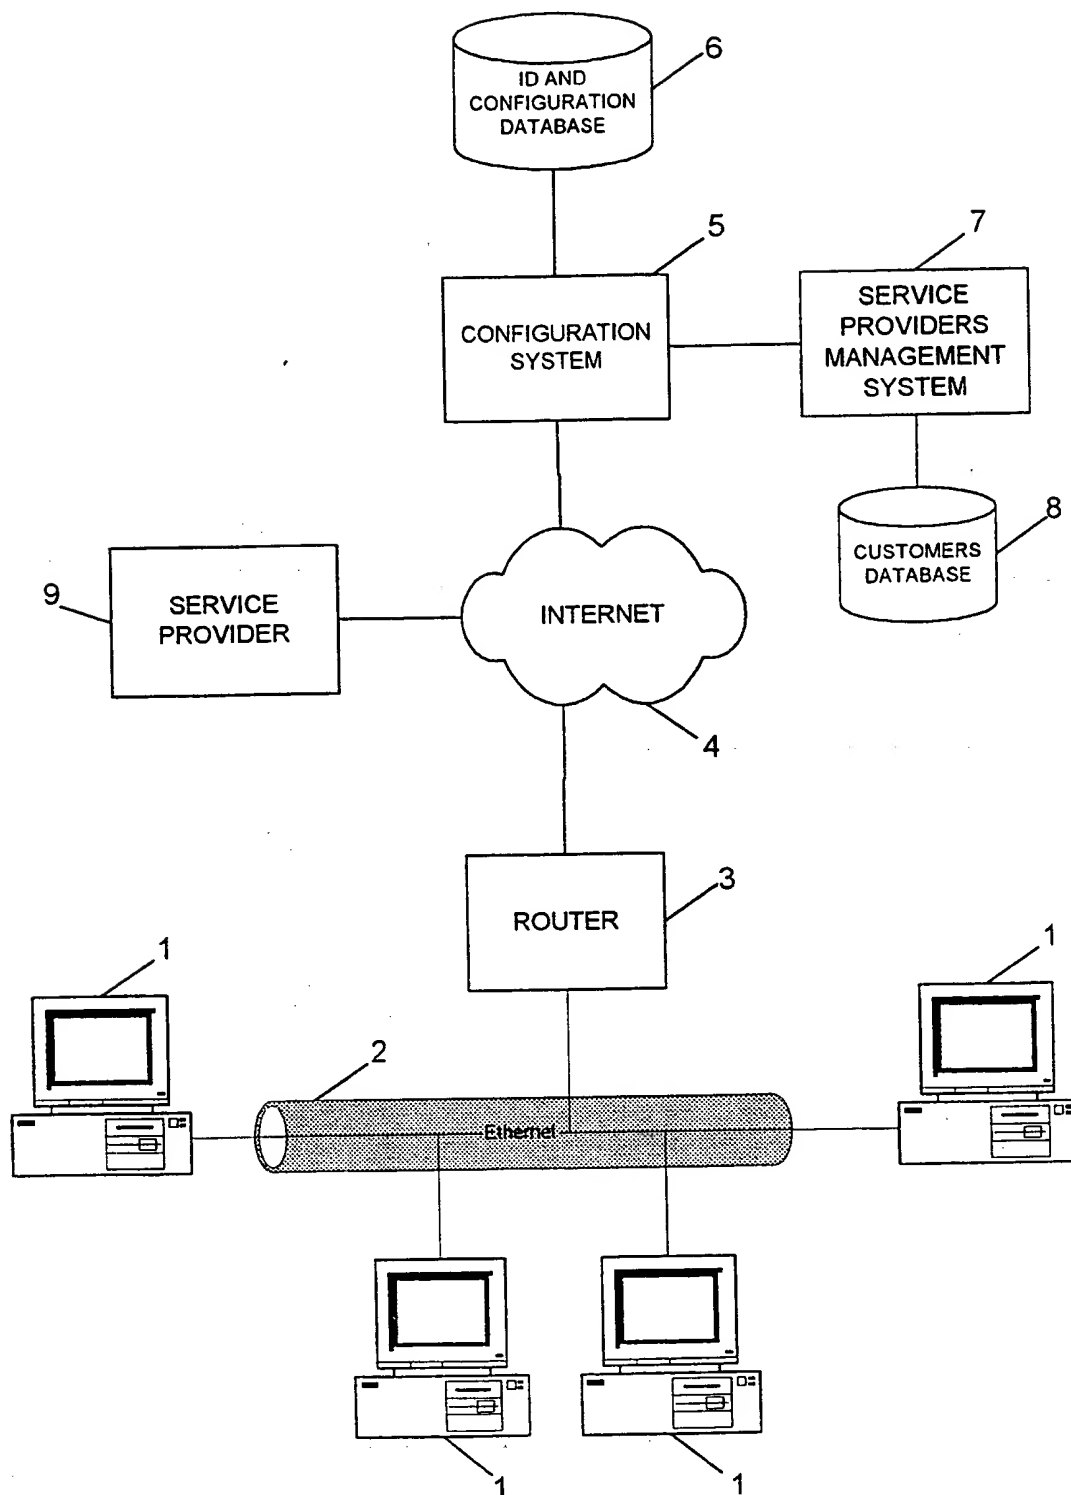 6
ID AND
CONFIGURATION
DATABASE
5
7
CONFIGURATION
SYSTEM
SERVICE
PROVIDERS
MANAGEMENT
SYSTEM
8
CUSTOMERS
DATABASE
9
SERVICE
PROVIDER
INTERNET
4
3
ROUTER
1
1
2
Ethernet
1
1